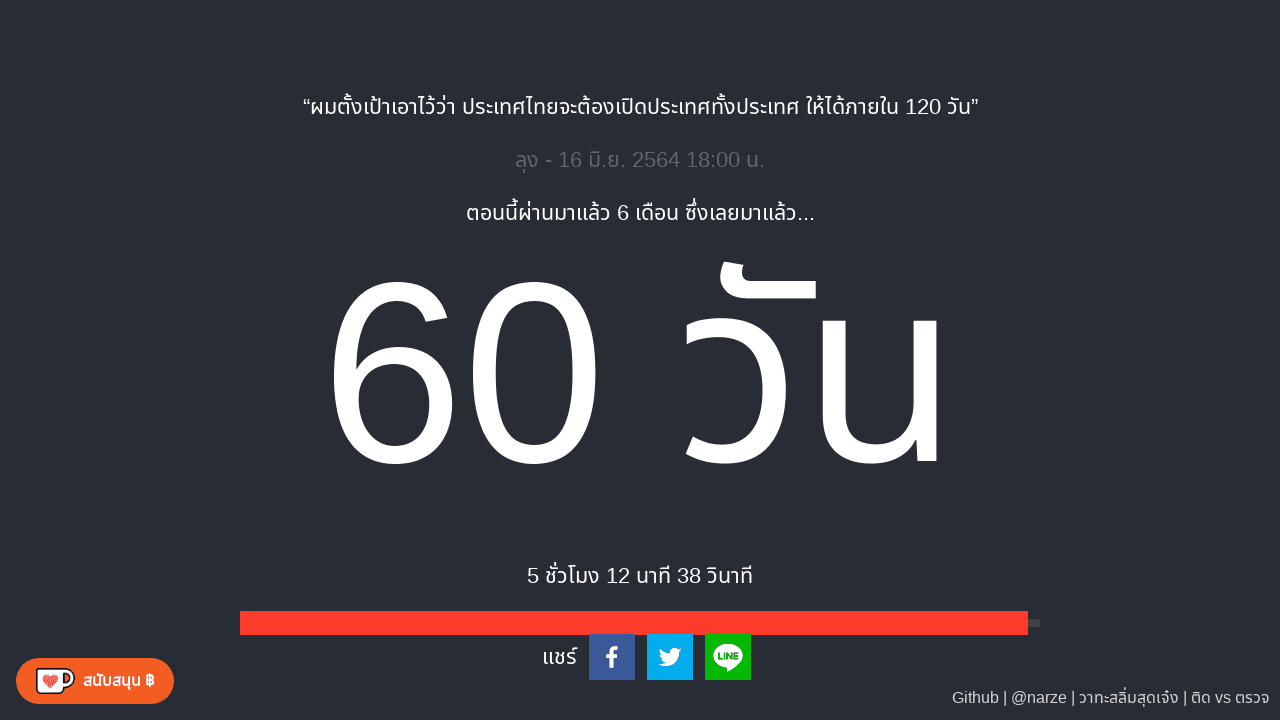 “ผมตั้งเป้าเอาไว้ว่า ประเทศไทยจะต้องเปิดประเทศทั้งประเทศ ให้ได้ภายใน 120 วัน”
ลุง - 16 มิ.ย. 2564 18:00 น.
ตอนนี้ผ่านมาแล้ว 6 เดือน ซึ่งเลยมาแล้ว...
60 วัน
5 ชั่วโมง 12 นาที 38 วินาที
แชร์ LINE
สนับสนุน ฿
Github | @narze | วาทะสลิ่มสุดเจ๋ง | ติด vs ตรวจ